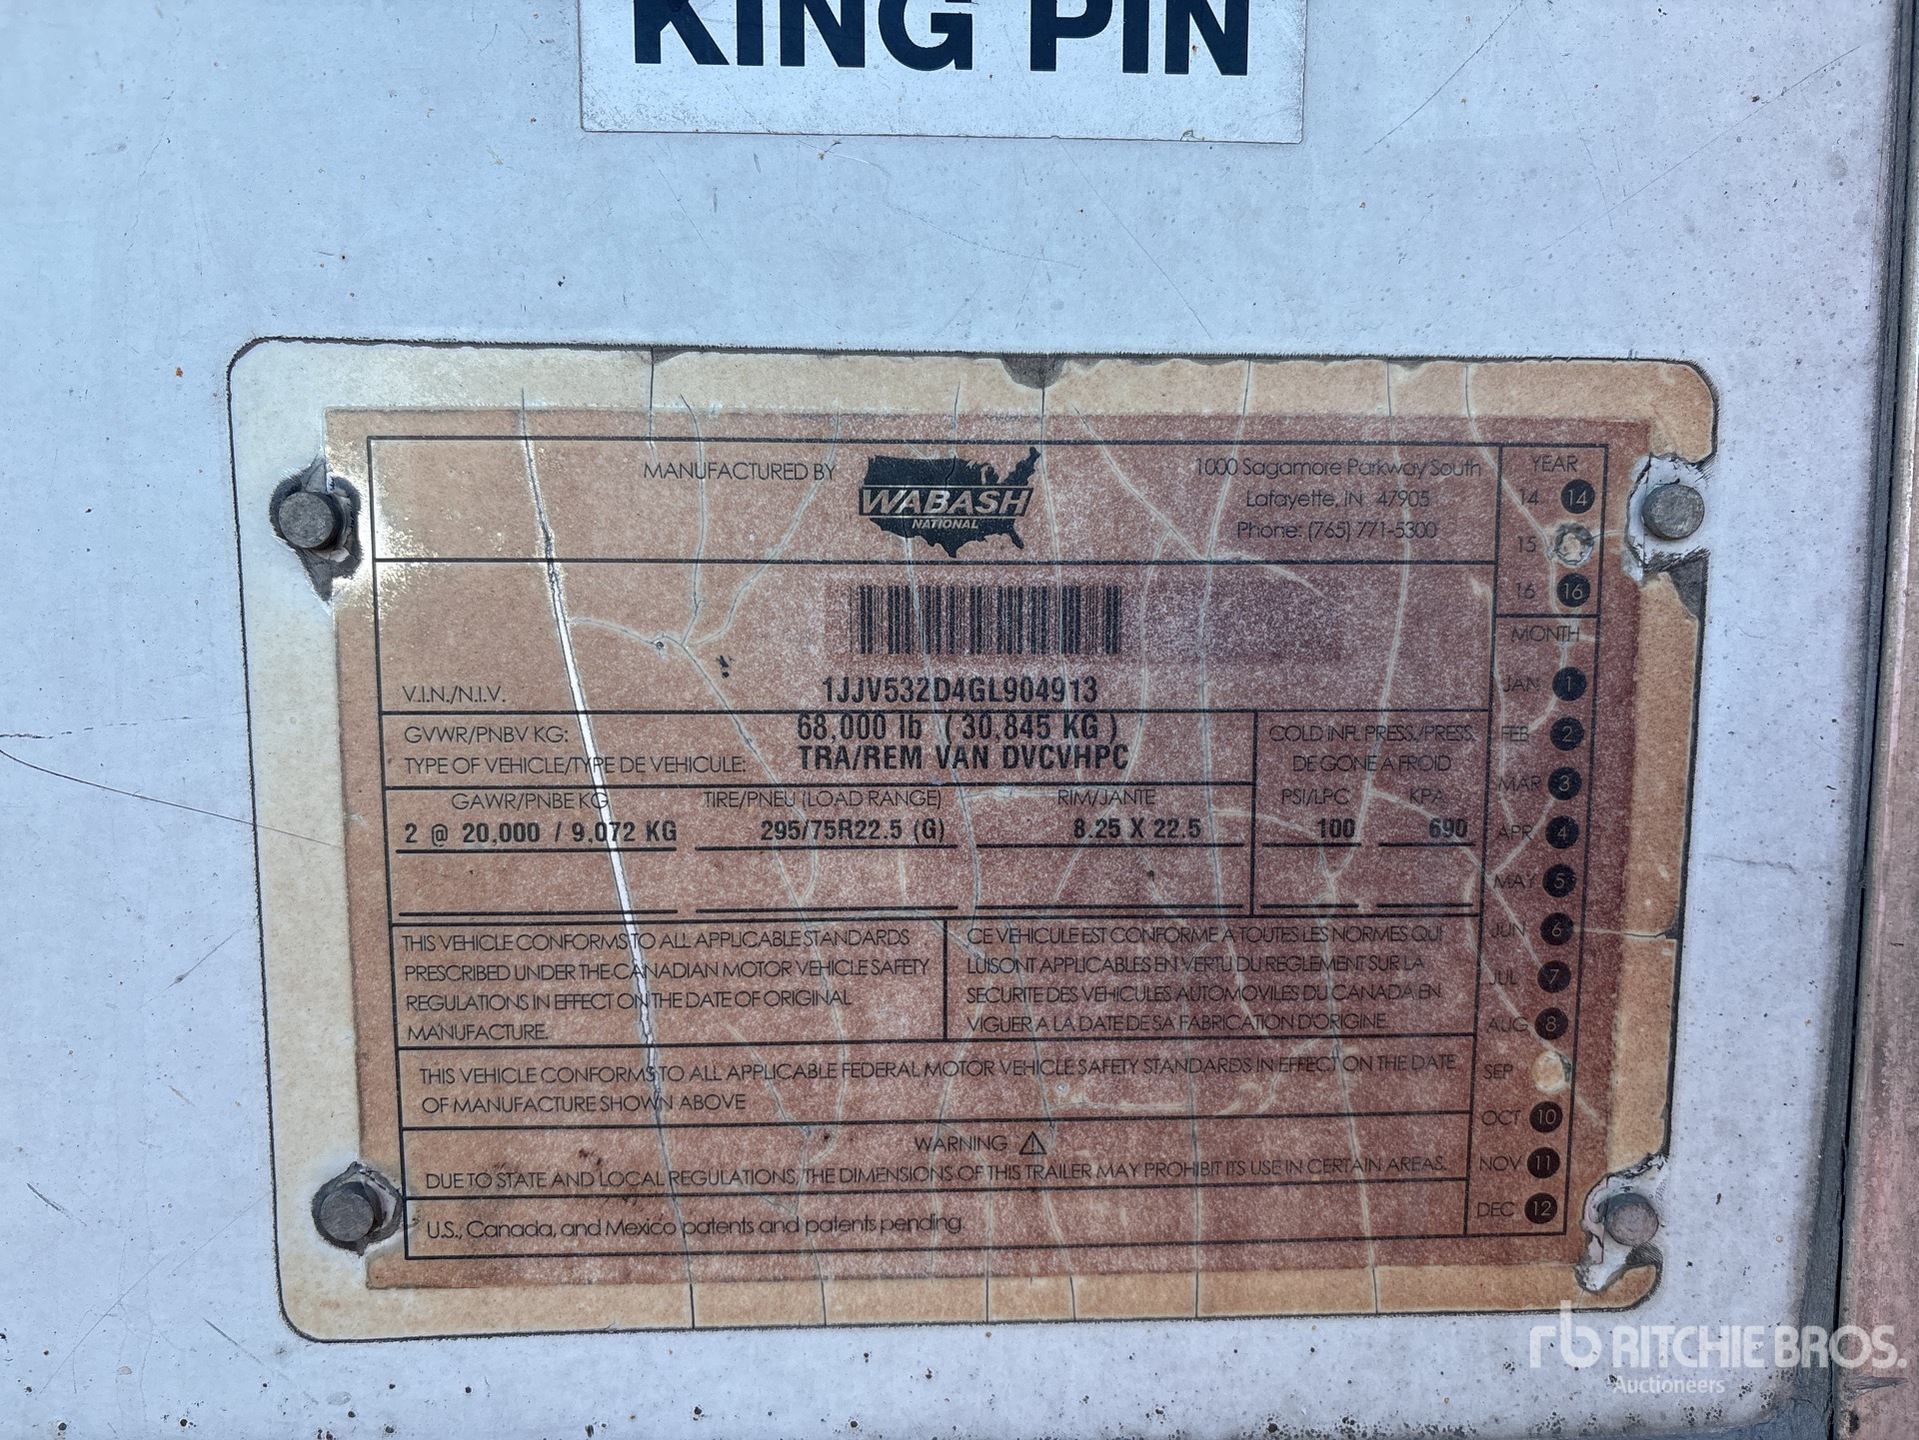 KING PIN
MANUFACTURED BY
WABASH
NATIONAL
1000 Sagamore Parkway South
Lafayette, IN 47905
Phone: (765) 771-5300
V.I.N./N.I.V.
1JJV532D4GL904913
GVWR/PNBV KG:
68,000 lb (30,845 KG)
TYPE OF VEHICLE/TYPE DE VEHICULE:
TRA/REM VAN DVCVHPC
COLD INFL PRESS./PRESS.
DE GONE A FROID
GAWR/PNBE KG TIRE/PNEU (LOAD RANGE) RIM/JANTE PSI/LPC KPA
2 @ 20,000 / 9,072 KG 295/75R22.5 (G) 8.25 X 22.5 100 690
THIS VEHICLE CONFORMS TO ALL APPLICABLE STANDARDS
PRESCRIBED UNDER THE CANADIAN MOTOR VEHICLE SAFETY
REGULATIONS IN EFFECT ON THE DATE OF ORIGINAL
MANUFACTURE.
CE VEHICULE EST CONFORME A TOUTES LES NORMES QUI
LUI SONT APPLICABLES EN VERTU DU REGLEMENT SUR LA
SECURITE DES VEHICULES AUTOMOVILES DU CANADA EN
VIGUER A LA DATE DE SA FABRICATION D'ORIGINE.
THIS VEHICLE CONFORMS TO ALL APPLICABLE FEDERAL MOTOR VEHICLE SAFETY STANDARDS IN EFFECT ON THE DATE
OF MANUFACTURE SHOWN ABOVE
WARNING
DUE TO STATE AND LOCAL REGULATIONS, THE DIMENSIONS OF THIS TRAILER MAY PROHIBIT ITS USE IN CERTAIN AREAS.
U.S., Canada, and Mexico patents and patents pending.
YEAR
14 14
15
16 16
MONTH
JAN 1
FEB 2
MAR 3
APR 4
MAY 5
JUN 6
JUL 7
AUG 8
SEP
OCT 10
NOV 11
DEC 12
rb RITCHIE BROS.
Auctioneers